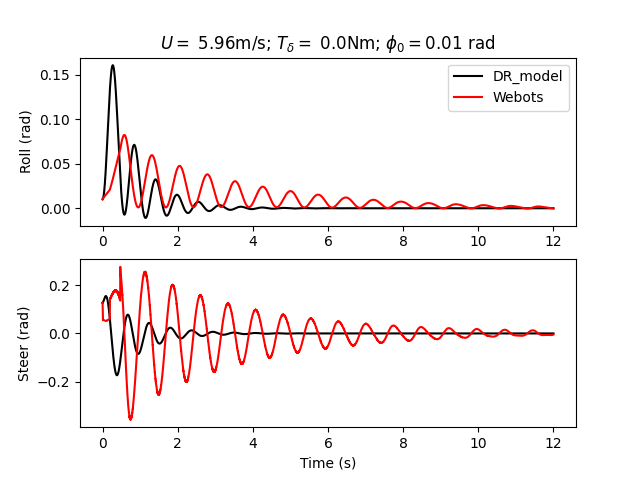 U = 5.96m/s; Tδ = 0.0Nm; ϕ0 = 0.01 rad
Roll (rad)
0.15
0.10
0.05
0.00
DR_model
Webots
0 2 4 6 8 10 12
Steer (rad)
0.2
0.0
−0.2
0 2 4 6 8 10 12
Time (s)